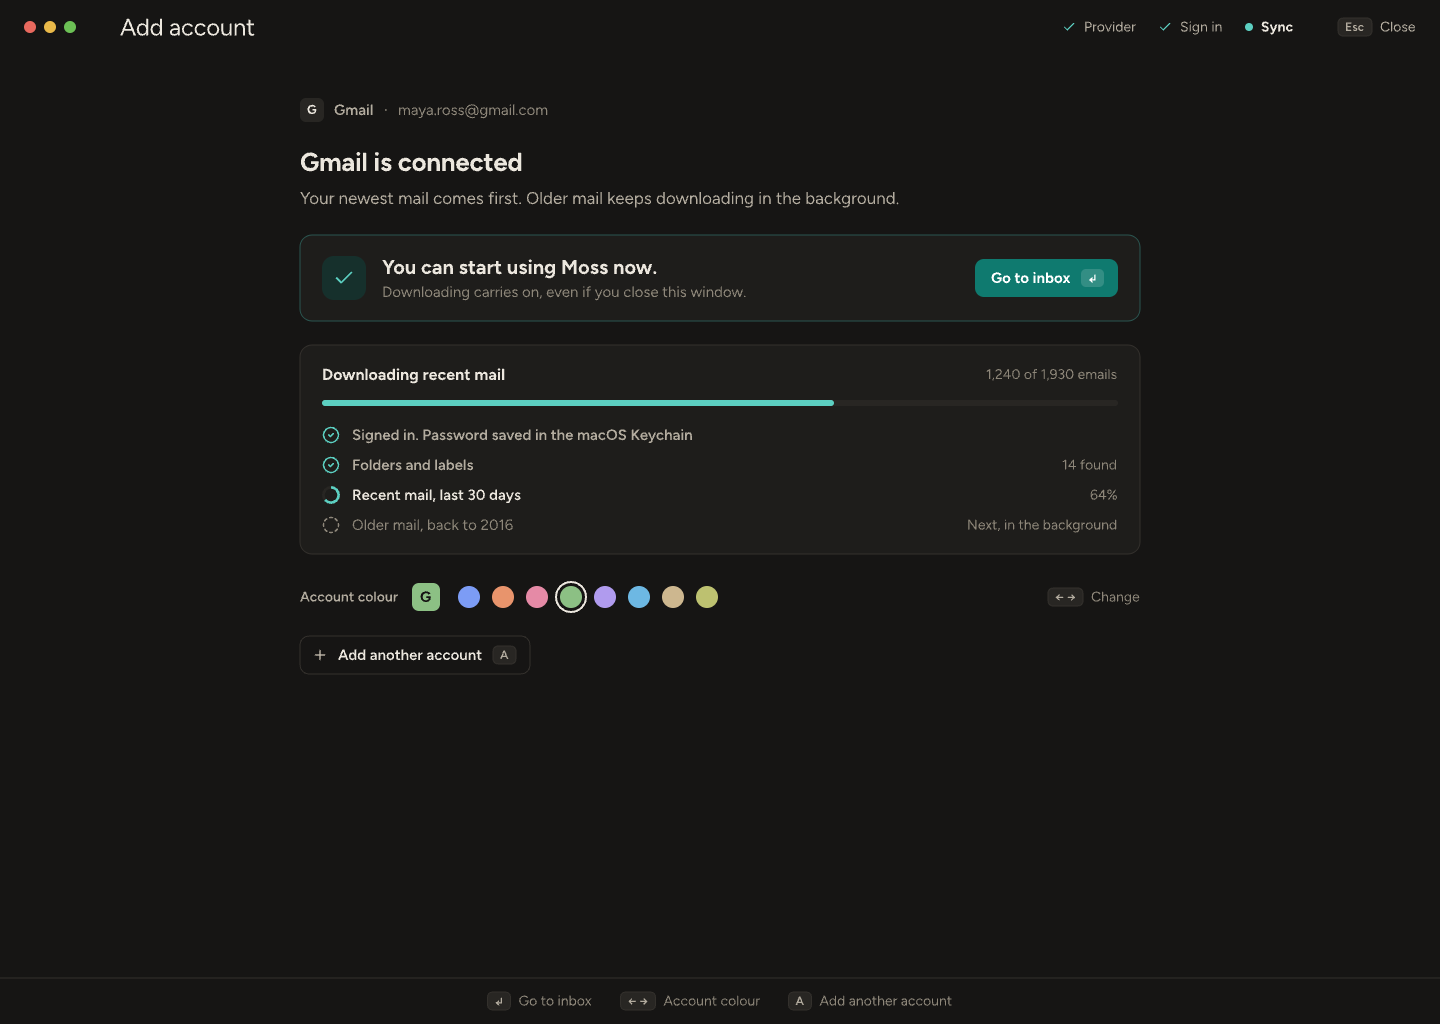 Add account
Provider
Sign in
Sync
Esc Close
G Gmail · maya.ross@gmail.com
Gmail is connected
Your newest mail comes first. Older mail keeps downloading in the background.
You can start using Moss now.
Downloading carries on, even if you close this window.
Go to inbox ↲
Downloading recent mail
1,240 of 1,930 emails
Signed in. Password saved in the macOS Keychain
Folders and labels
14 found
Recent mail, last 30 days
64%
Older mail, back to 2016
Next, in the background
Account colour G
← → Change
+ Add another account A
↲ Go to inbox
← → Account colour
A Add another account